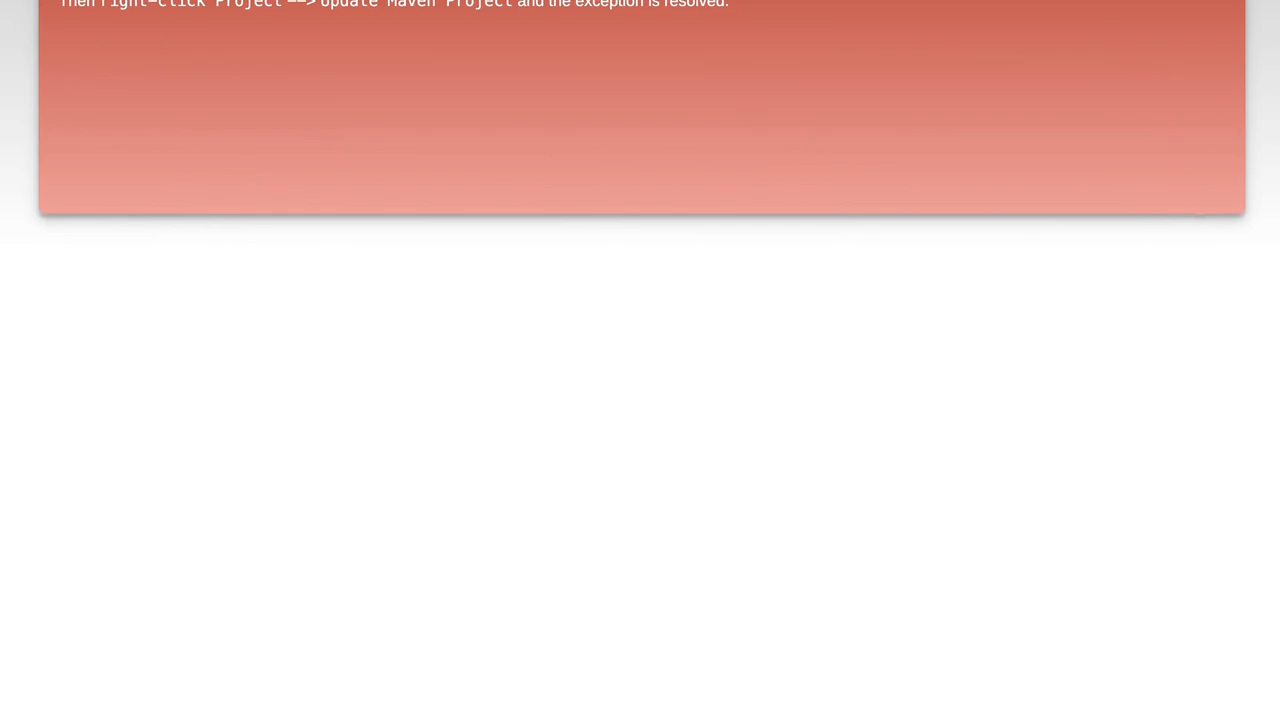 Then right-click Project --> Update Maven Project and the exception is resolved.